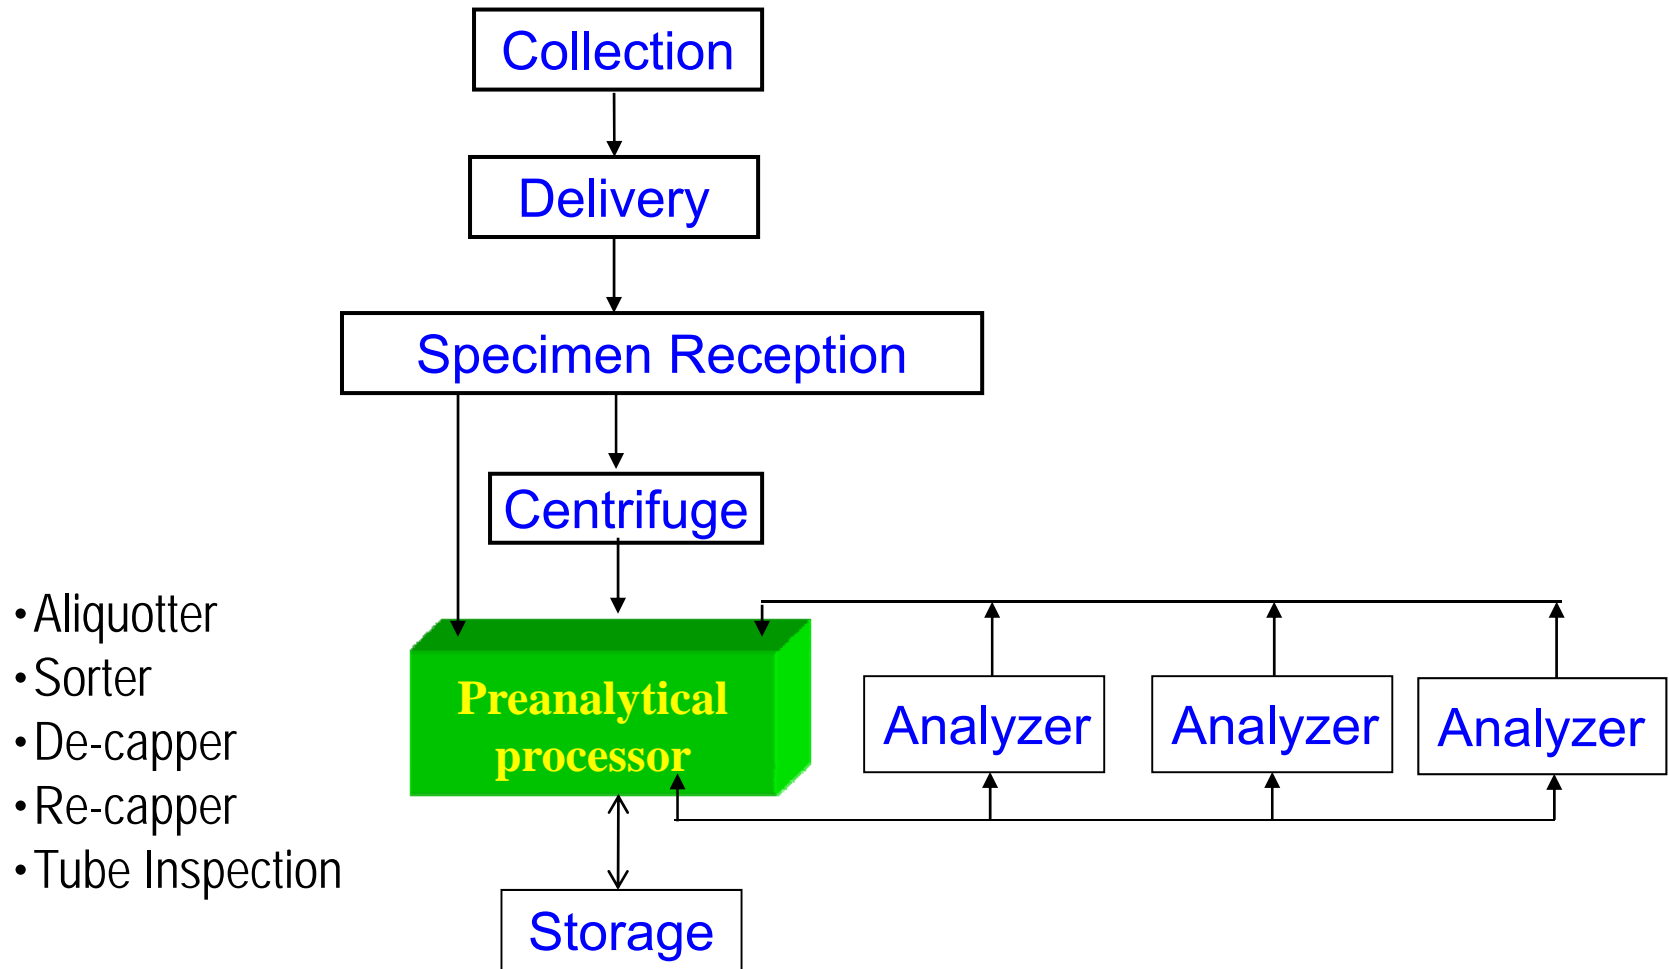 Collection
Delivery
Specimen Reception
Centrifuge
•Aliquotter
•Sorter
•De-capper
•Re-capper
•Tube Inspection
Preanalytical
processor
Analyzer
Analyzer
Analyzer
Storage